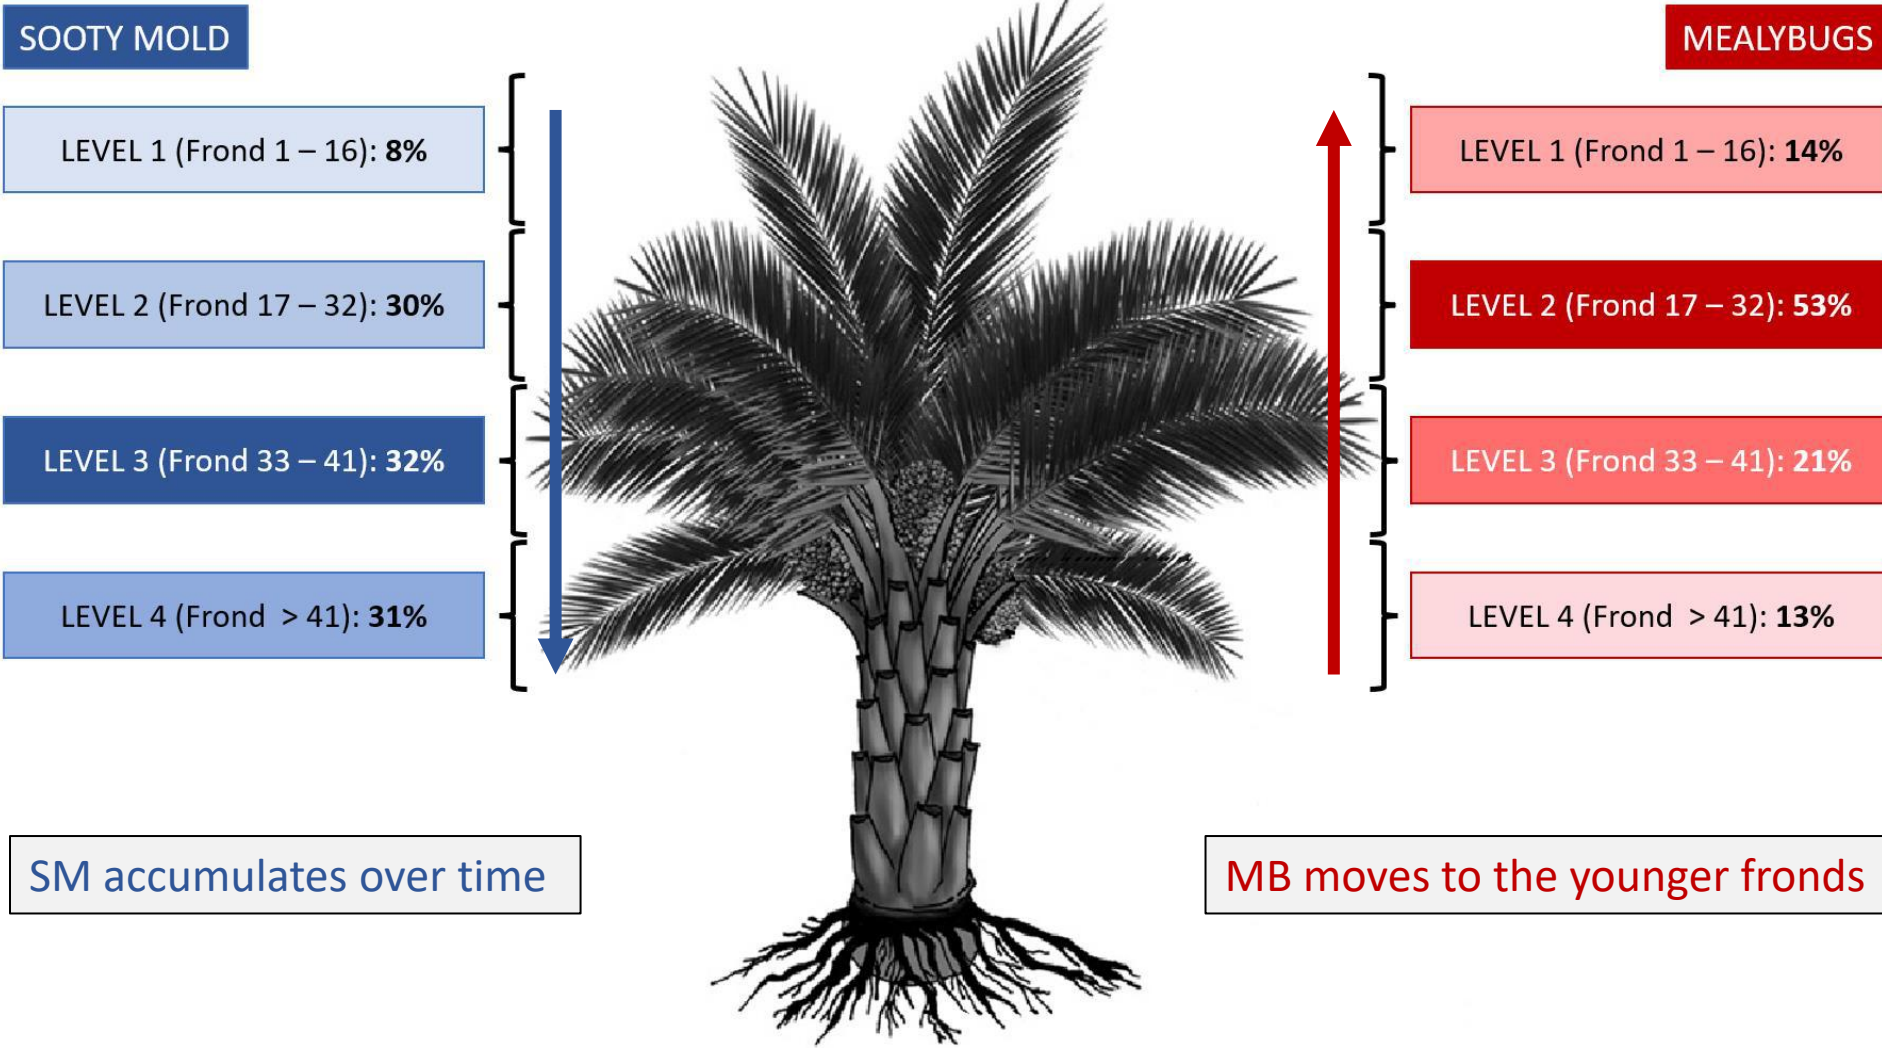 SOOTY MOLD
LEVEL 1 (Frond 1 – 16): 8%
LEVEL 2 (Frond 17 – 32): 30%
LEVEL 3 (Frond 33 – 41): 32%
LEVEL 4 (Frond > 41): 31%
SM accumulates over time
MEALYBUGS
LEVEL 1 (Frond 1 – 16): 14%
LEVEL 2 (Frond 17 – 32): 53%
LEVEL 3 (Frond 33 – 41): 21%
LEVEL 4 (Frond > 41): 13%
MB moves to the younger fronds